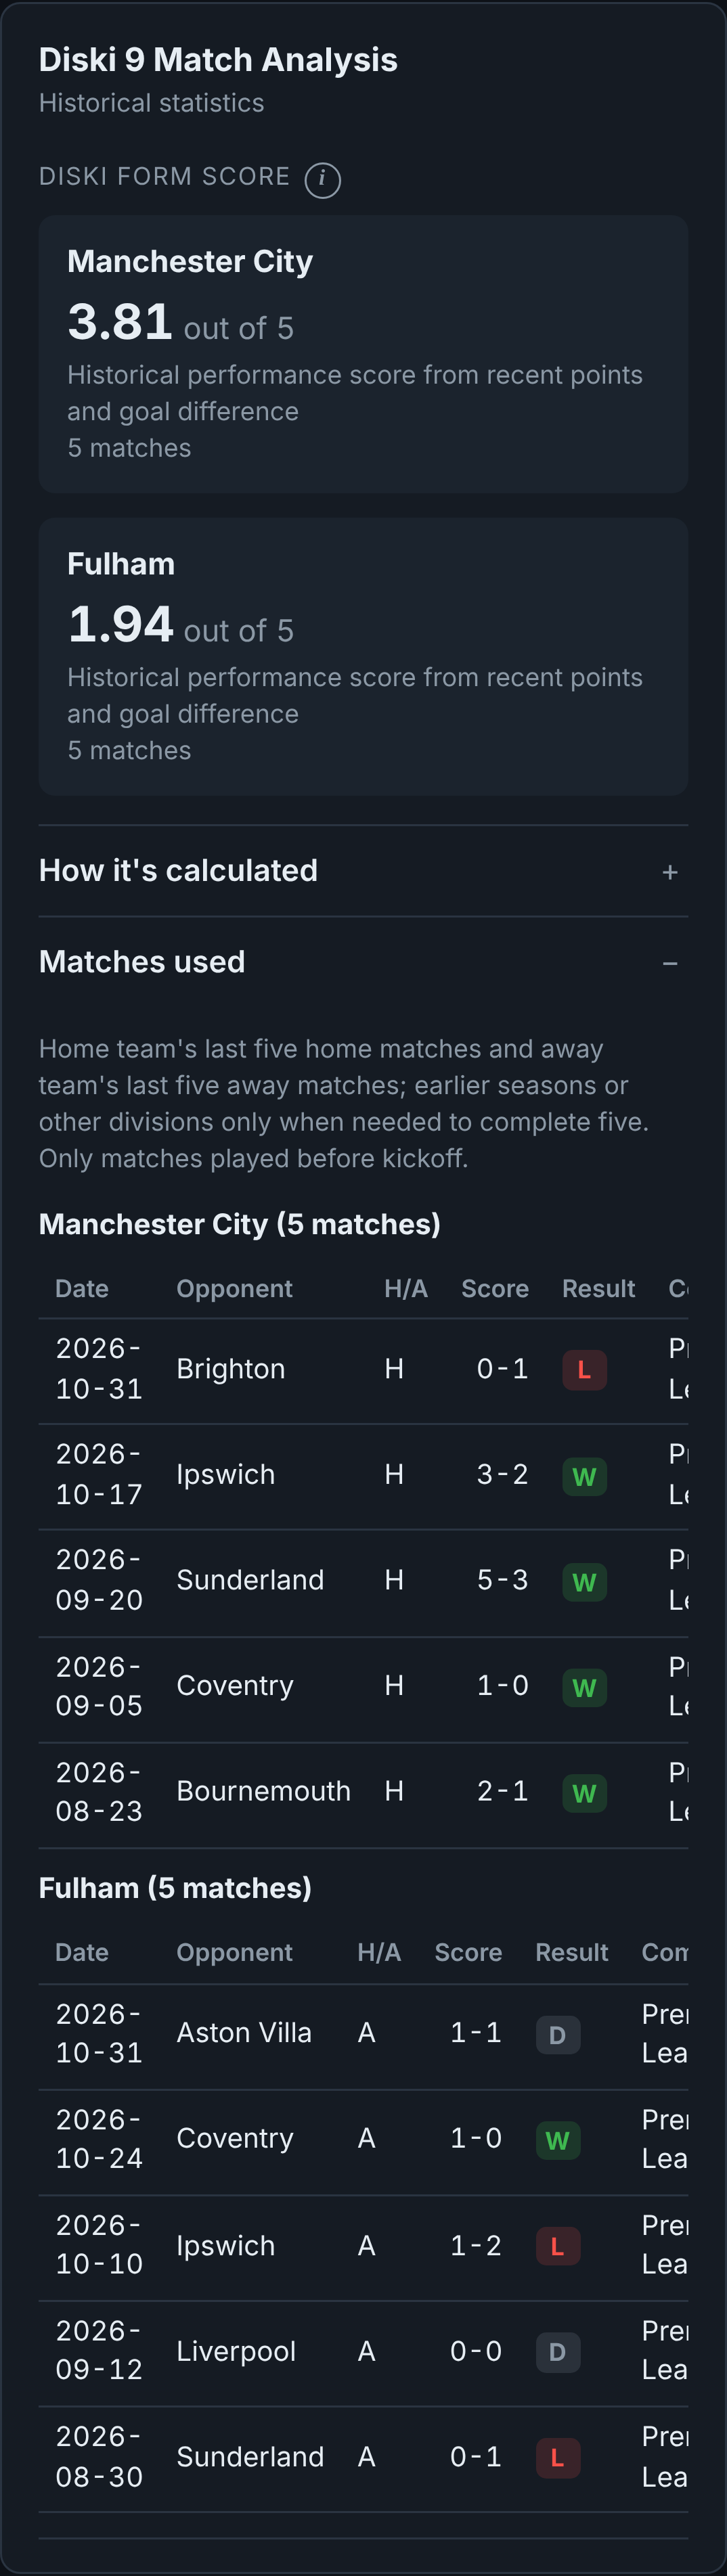 Diski 9 Match Analysis
Historical statistics
DISKI FORM SCORE i
Manchester City
3.81 out of 5
Historical performance score from recent points
and goal difference
5 matches
Fulham
1.94 out of 5
Historical performance score from recent points
and goal difference
5 matches
How it's calculated +
Matches used −
Home team's last five home matches and away
team's last five away matches; earlier seasons or
other divisions only when needed to complete five.
Only matches played before kickoff.
Manchester City (5 matches)
Date Opponent H/A Score Result
2026-
10-31 Brighton H 0-1 L
2026-
10-17 Ipswich H 3-2 W
2026-
09-20 Sunderland H 5-3 W
2026-
09-05 Coventry H 1-0 W
2026-
08-23 Bournemouth H 2-1 W
Fulham (5 matches)
Date Opponent H/A Score Result
2026-
10-31 Aston Villa A 1-1 D
2026-
10-24 Coventry A 1-0 W
2026-
10-10 Ipswich A 1-2 L
2026-
09-12 Liverpool A 0-0 D
2026-
08-30 Sunderland A 0-1 L